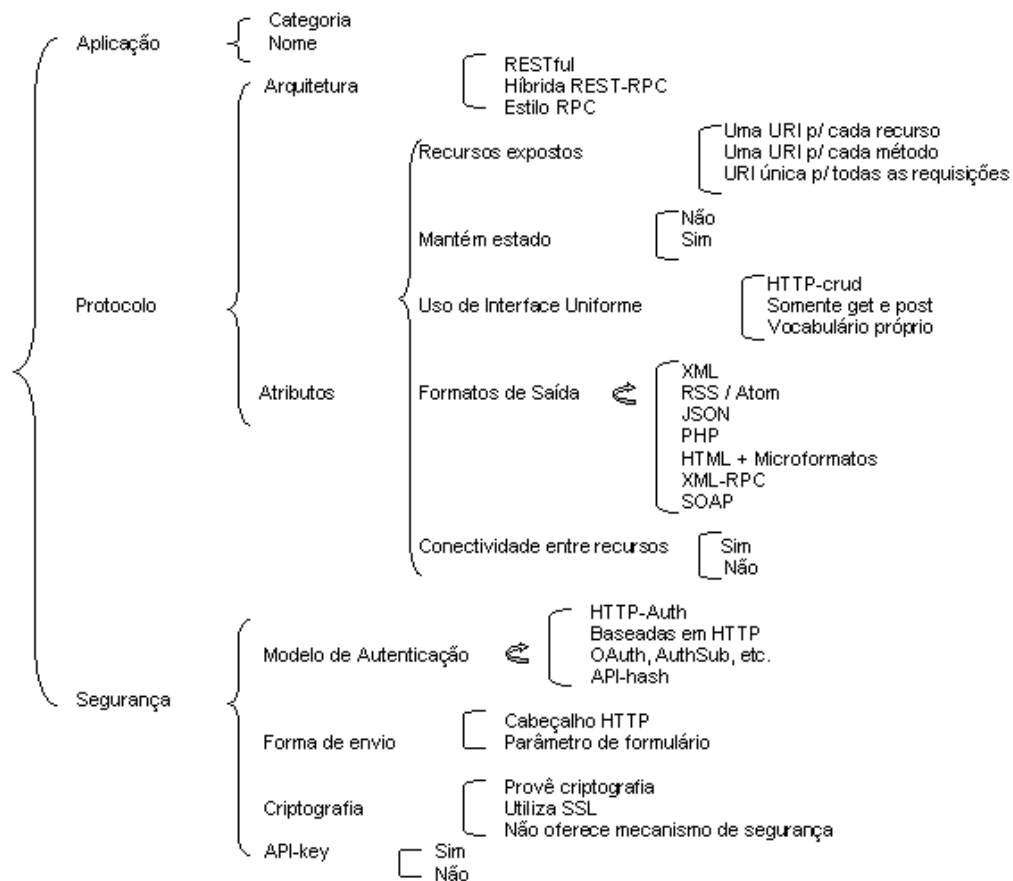 Categoria
Aplicação
Nome
Arquitetura
RESTful
Híbrida REST-RPC
Estilo RPC
Recursos expostos
Uma URI p/ cada recurso
Uma URI p/ cada método
URI única p/ todas as requisições
Mantém estado
Não
Sim
Protocolo
Uso de Interface Uniforme
HTTP-crud
Somente get e post
Vocabulário próprio
Atributos
Formatos de Saída
XML
RSS / Atom
JSON
PHP
HTML + Microformatos
XML-RPC
SOAP
Conectividade entre recursos
Sim
Não
Segurança
Modelo de Autenticação
HTTP-Auth
Baseadas em HTTP
OAuth, AuthSub, etc.
API-hash
Forma de envio
Cabeçalho HTTP
Parâmetro de formulário
Criptografia
Provê criptografia
Utiliza SSL
Não oferece mecanismo de segurança
API-key
Sim
Não